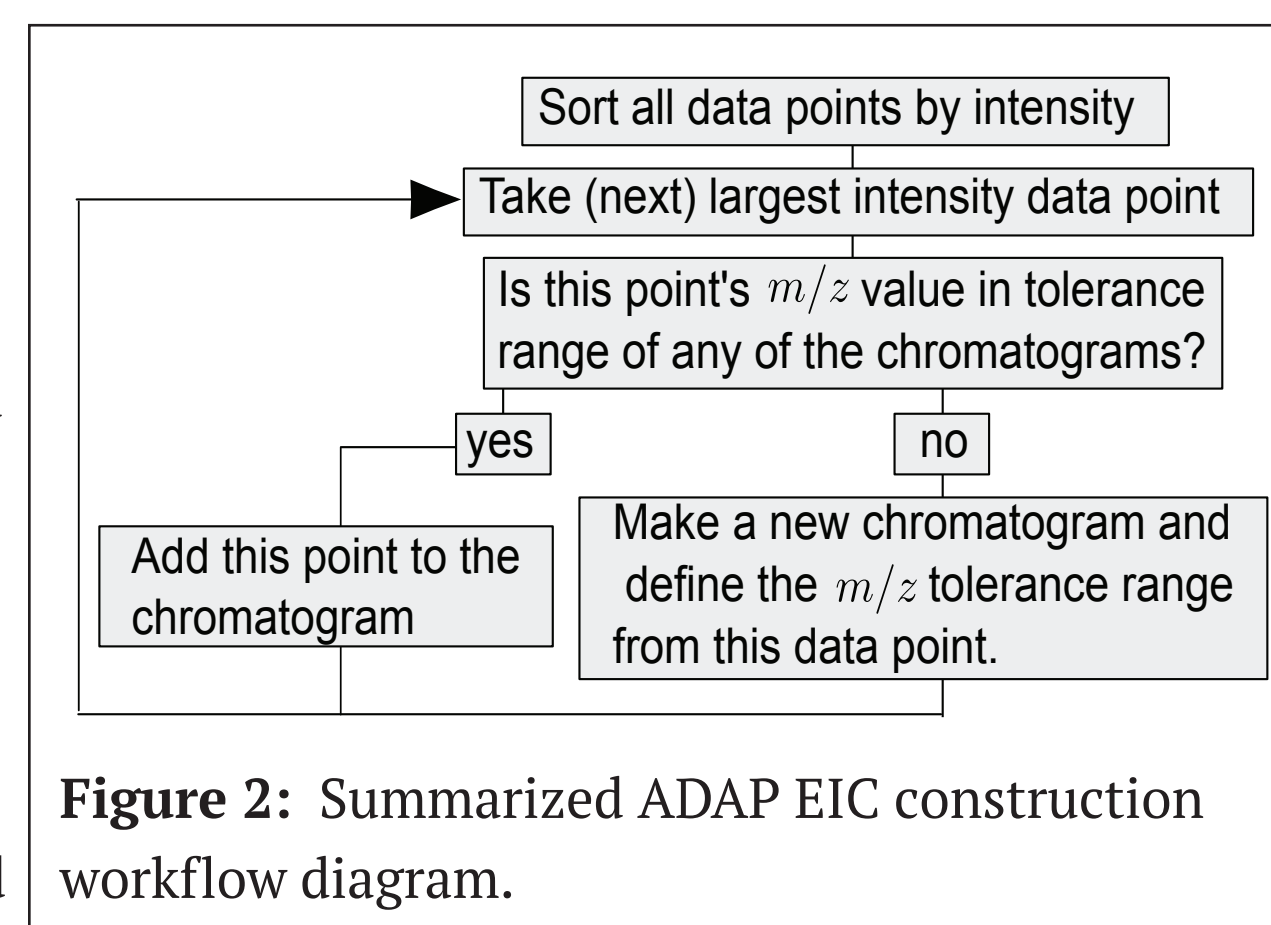 Sort all data points by intensity
Take (next) largest intensity data point
Is this point's m/z value in tolerance
range of any of the chromatograms?
yes
no
Add this point to the
chromatogram
Make a new chromatogram and
define the m/z tolerance range
from this data point.
Figure 2: Summarized ADAP EIC construction
workflow diagram.